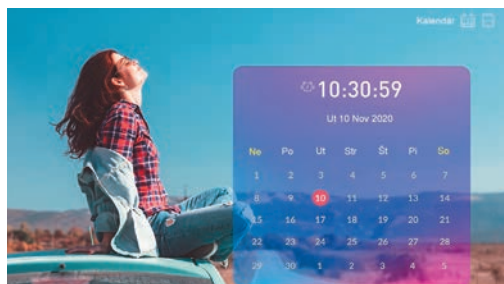 Kalendár
10:30:59
Ut 10 Nov 2020
Ne Po Ut Str Št Pi So
1 2 3 4 5 6 7
8 9 10 11 12 13 14
15 16 17 18 19 20 21
22 23 24 25 26 27 28
29 30 1 2 3 4 5